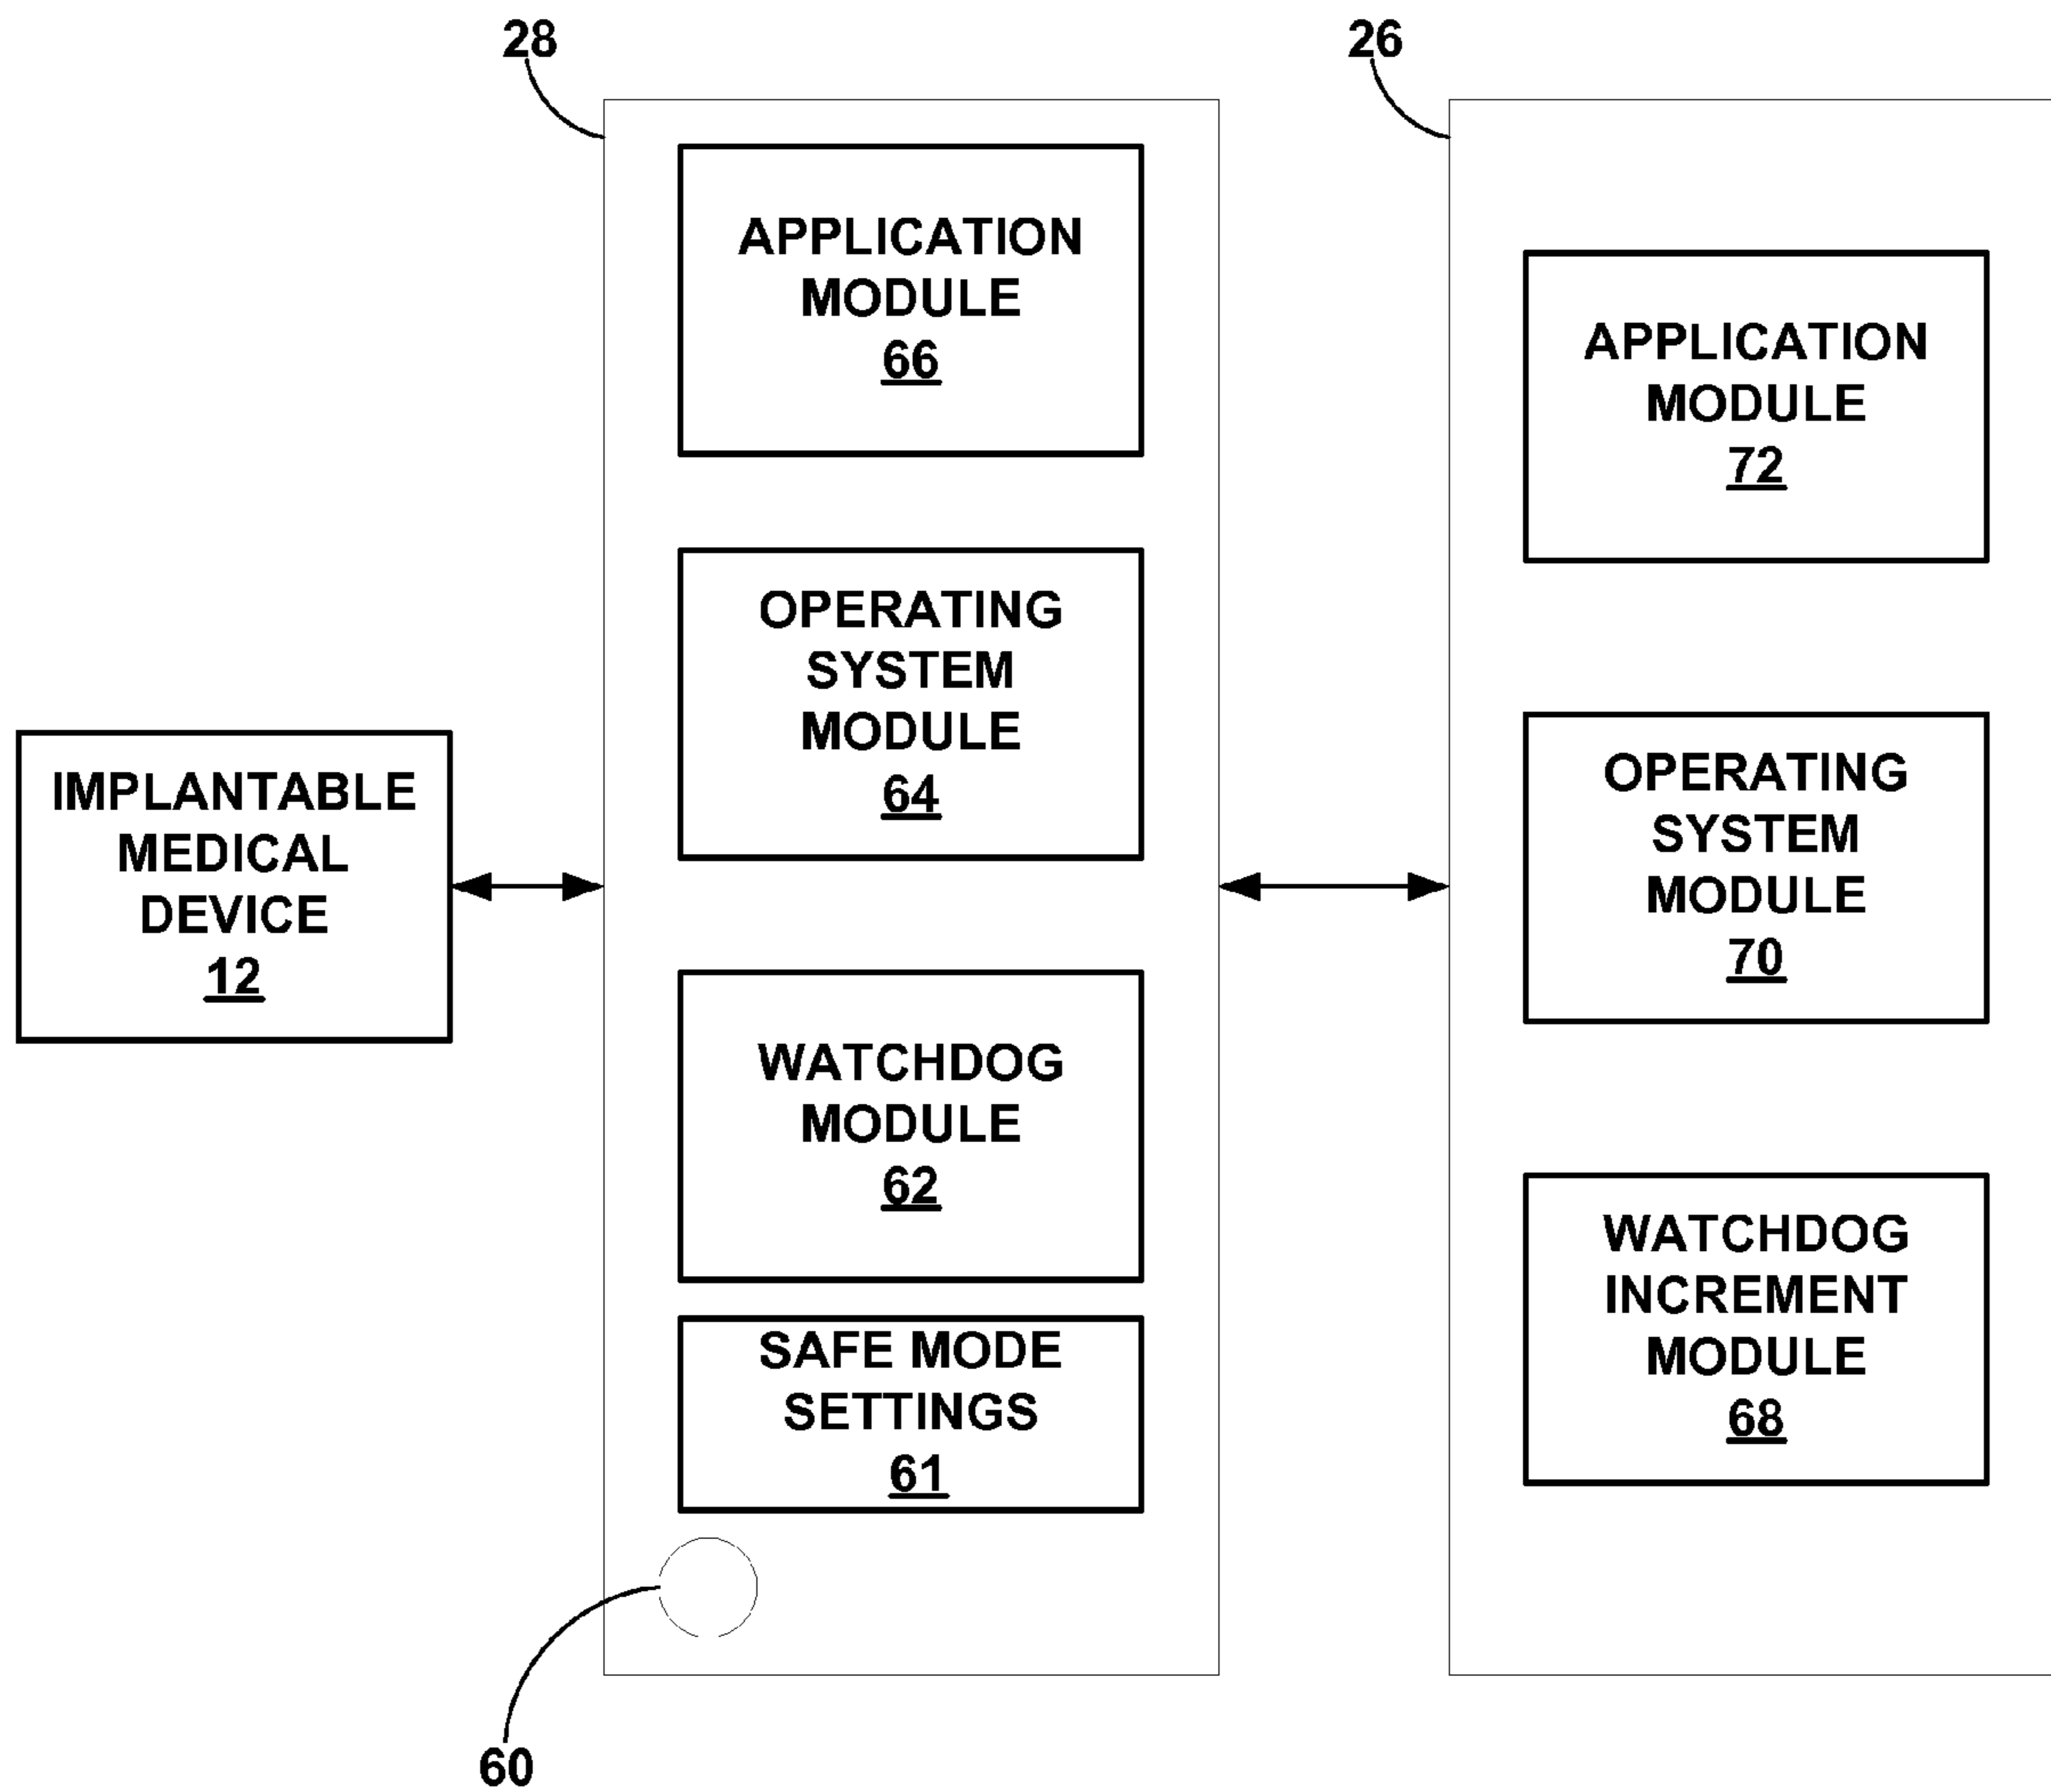 28
26
APPLICATION
MODULE
66
OPERATING
SYSTEM
MODULE
64
WATCHDOG
MODULE
62
SAFE MODE
SETTINGS
61
IMPLANTABLE
MEDICAL
DEVICE
12
60
APPLICATION
MODULE
72
OPERATING
SYSTEM
MODULE
70
WATCHDOG
INCREMENT
MODULE
68